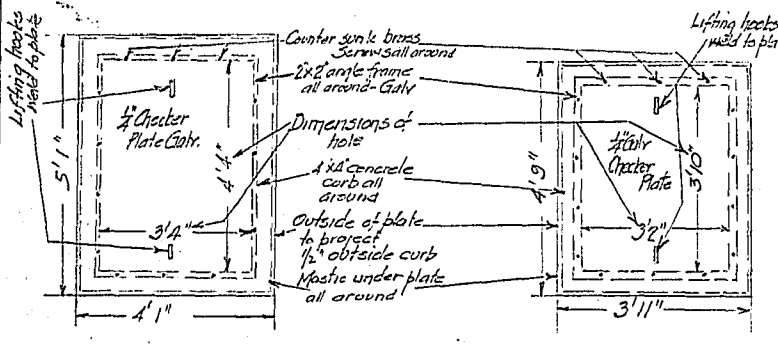 Lifting hooks
Weld to plate
5'1"
1/4" Checker
Plate Galv.
4'4"
3'4"
4'1"
Counter sunk brass
Screws all around
2"x2" angle frame
all around-Galv
Dimensions of
hole
4"x4" concrete
curb all
around
Outside of plate
to project
1/2" outside curb
Mastic under plate
all around
Lifting hooks
weld to pla
4'9"
1/4" Galv
Checker
Plate
3'10"
3'2"
3'11"